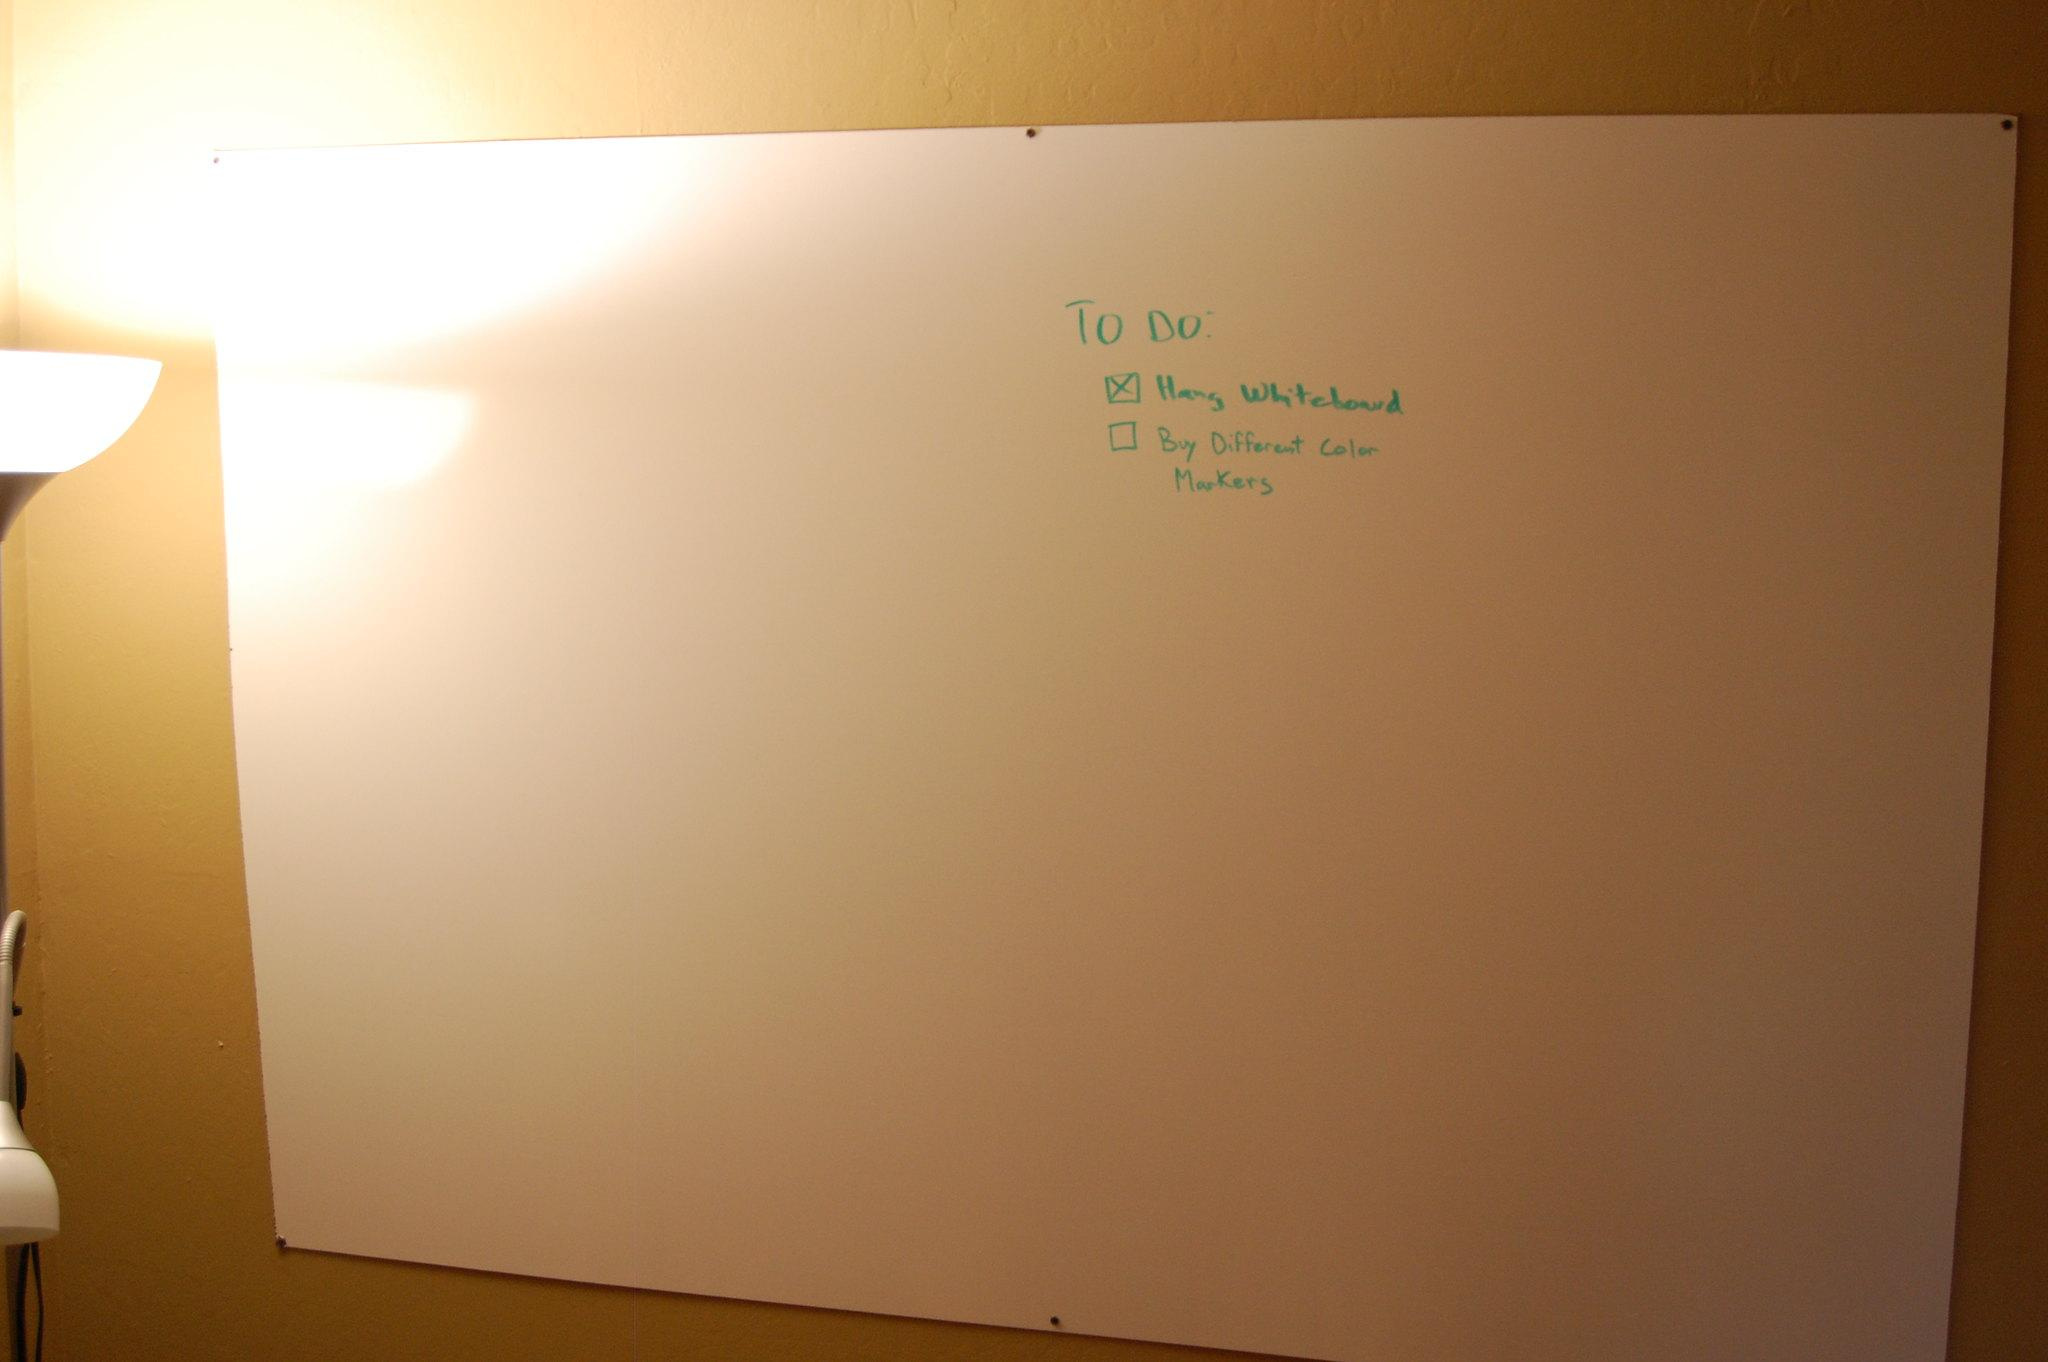 TO DO:
Hang Whiteboard
Buy Different Color
Markers